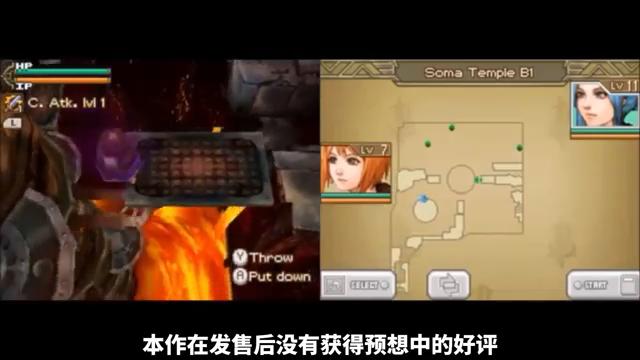 HP
IP
C. Atk. lvl 1
L
Y Throw
A Put down
Soma Temple B1
Lv 11
Lv 7
SELECT
START
本作在发售后没有获得预想中的好评